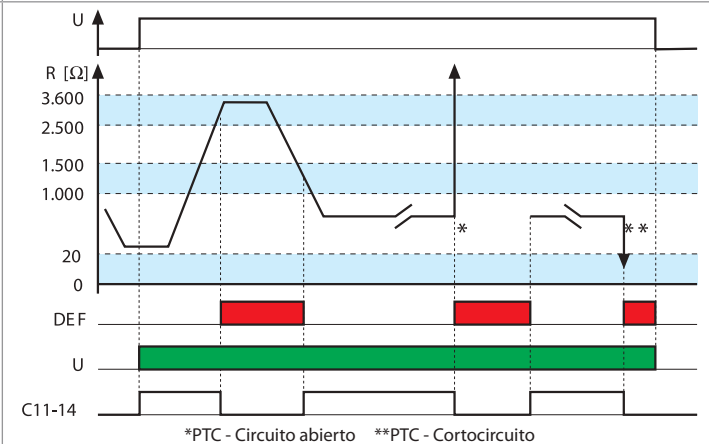 U
R [Ω]
3.600
2.500
1.500
1.000
*
**
20
0
DEF
U
C11-14
*PTC - Circuito abierto **PTC - Cortocircuito